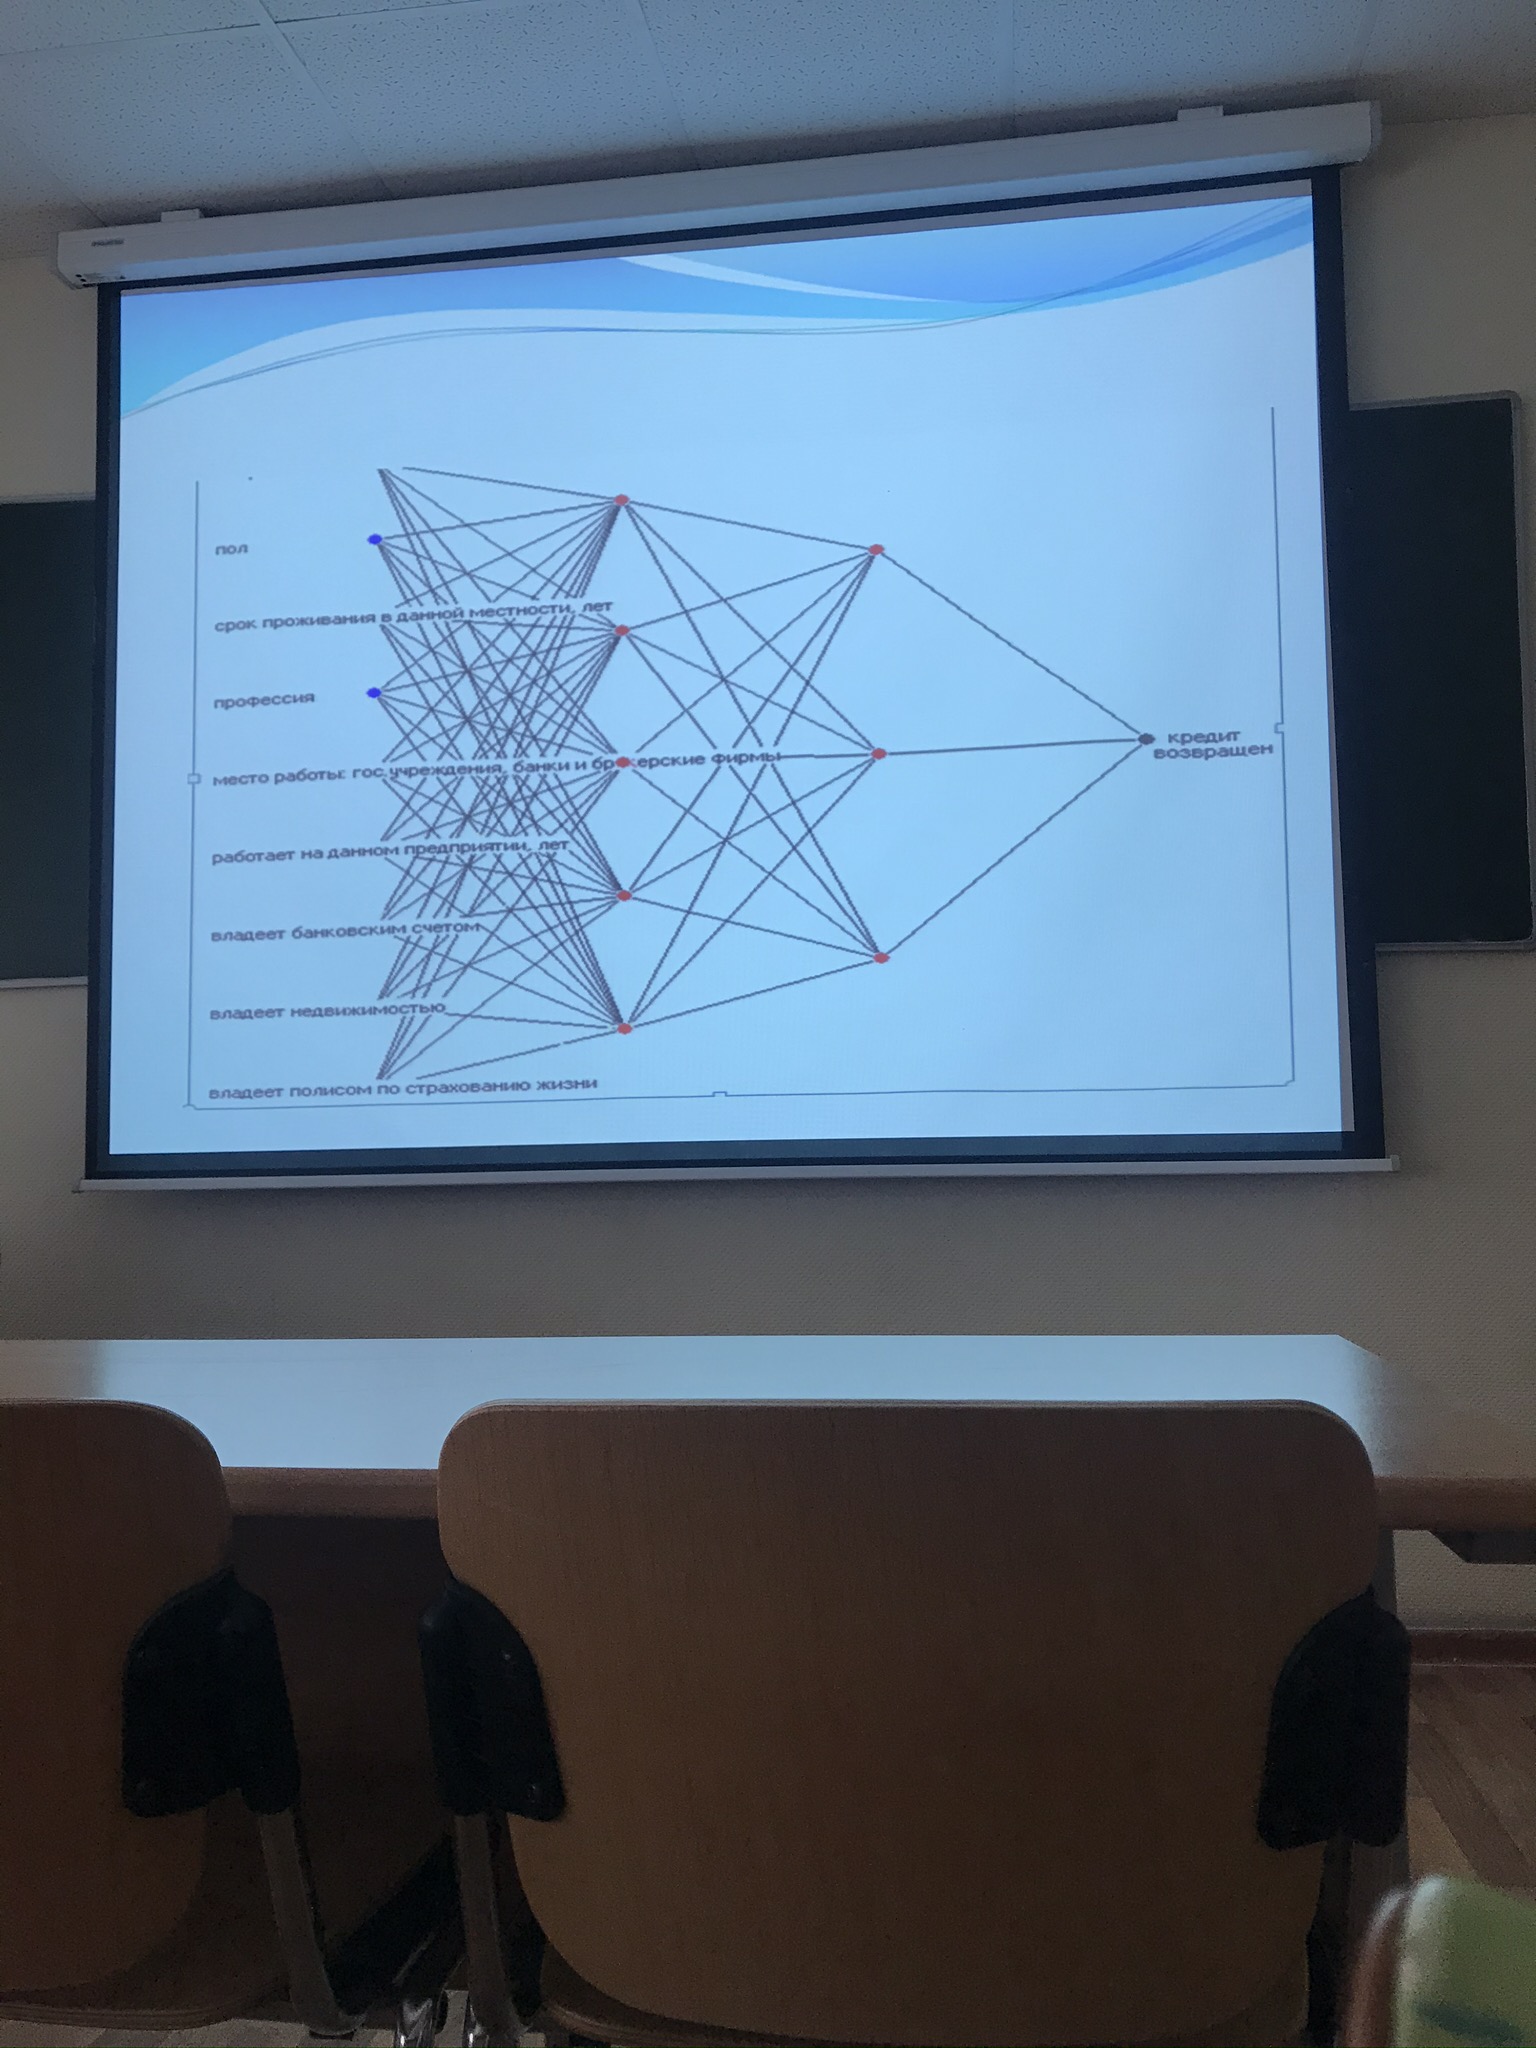 пол
срок проживания в данной местности, лет
профессия
место работы: гос.учреждения, банки и брокерские фирмы
работает на данном предприятии, лет
владеет банковским счетом
владеет недвижимостью
владеет полисом по страхованию жизни
кредит
возвращен